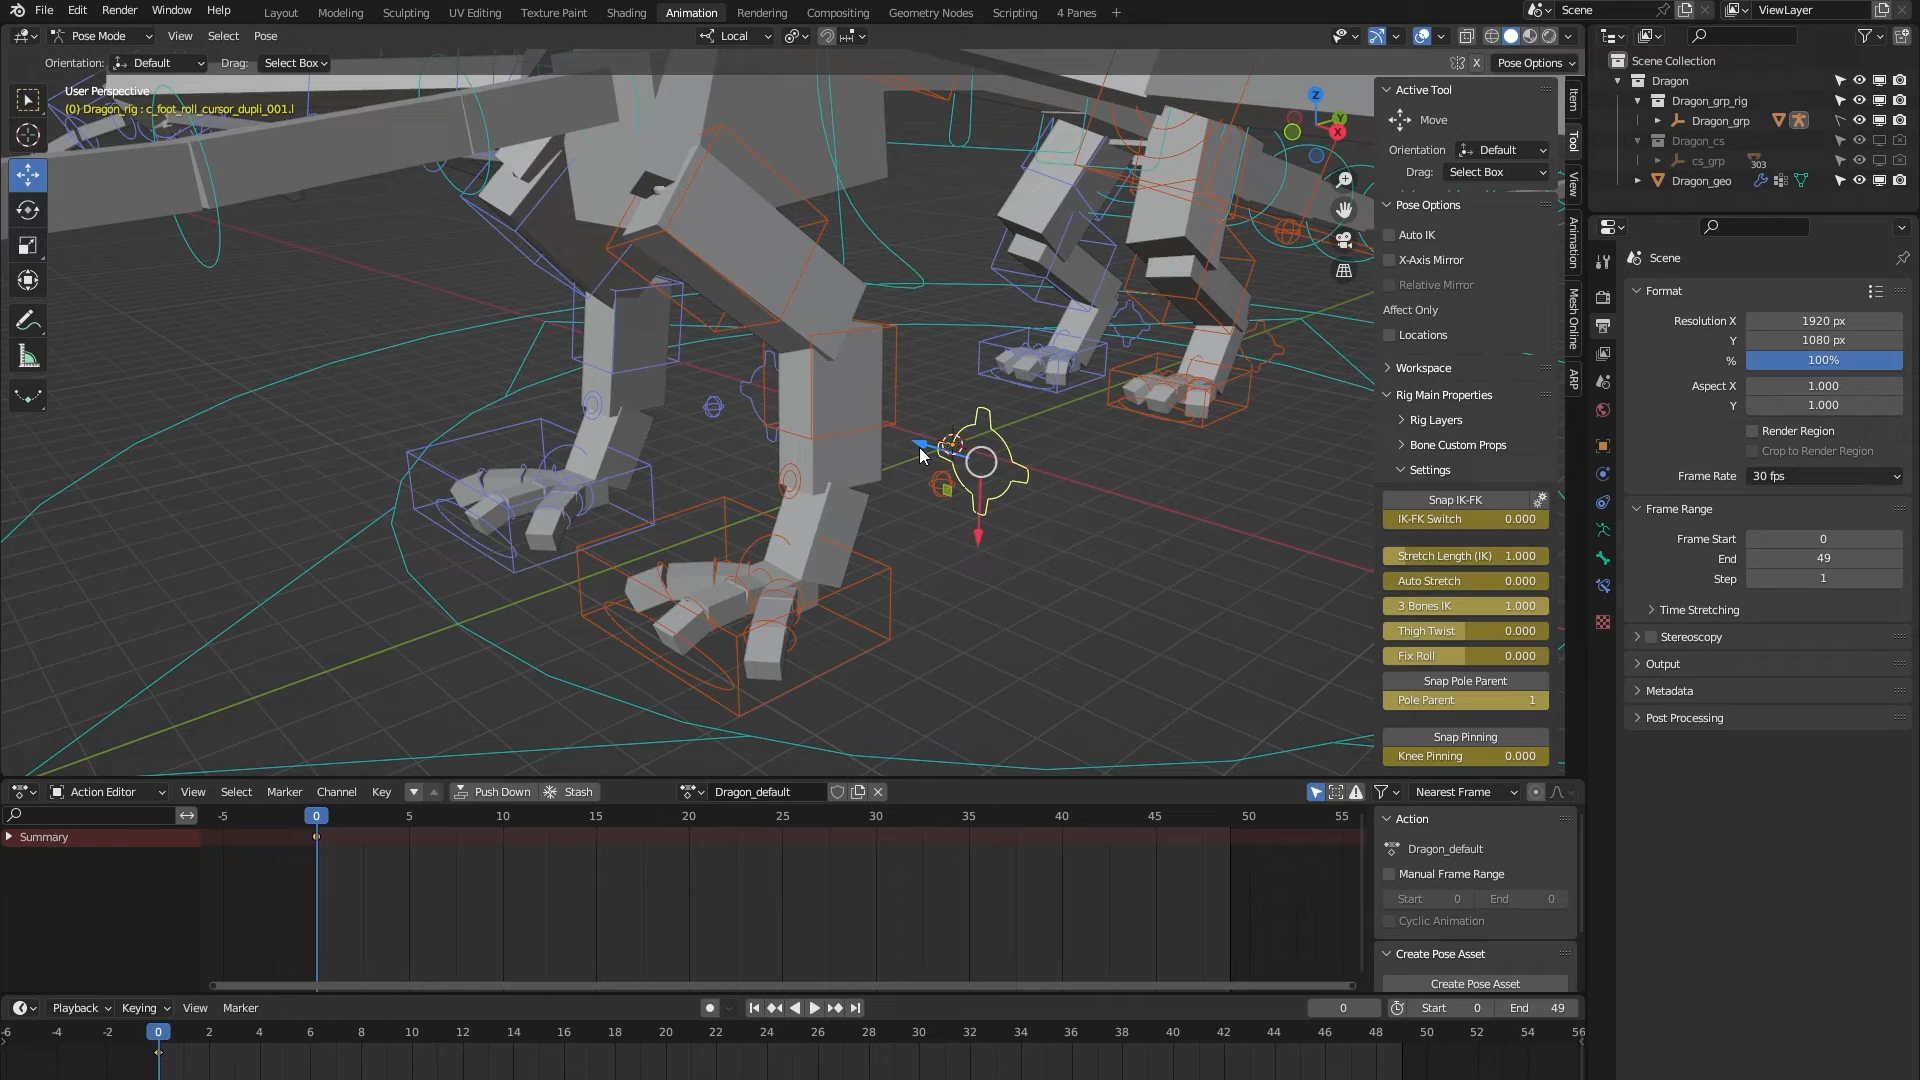 File Edit Render Window Help Layout Modeling Sculpting UV Editing Texture Paint Shading Animation Rendering Compositing Geometry Nodes Scripting 4 Panes + Scene ViewLayer
Pose Mode View Select Pose Local
Orientation: Default Drag: Select Box X Pose Options
User Perspective
(0) Dragon_rig : c_foot_roll_cursor_dupli_001.l
Z
Y
X
Active Tool
Move
Orientation Default
Drag: Select Box
Pose Options
Auto IK
X-Axis Mirror
Relative Mirror
Affect Only
Locations
Workspace
Rig Main Properties
Rig Layers
Bone Custom Props
Settings
Snap IK-FK
IK-FK Switch 0.000
Stretch Length (IK) 1.000
Auto Stretch 0.000
3 Bones IK 1.000
Thigh Twist 0.000
Fix Roll 0.000
Snap Pole Parent
Pole Parent 1
Snap Pinning
Knee Pinning 0.000
Item
Tool
View
Animation
Mesh Online
ARP
Scene Collection
Dragon
Dragon_grp_rig
Dragon_grp
Dragon_cs
cs_grp 303
Dragon_geo
Scene
Format
Resolution X 1920 px
Y 1080 px
% 100%
Aspect X 1.000
Y 1.000
Render Region
Crop to Render Region
Frame Rate 30 fps
Frame Range
Frame Start 0
End 49
Step 1
Time Stretching
Stereoscopy
Output
Metadata
Post Processing
Action Editor View Select Marker Channel Key Push Down Stash Dragon_default Nearest Frame
-5 0 5 10 15 20 25 30 35 40 45 50 55
Summary
Action
Dragon_default
Manual Frame Range
Start 0 End 0
Cyclic Animation
Create Pose Asset
Create Pose Asset
Playback Keying View Marker 0 Start 0 End 49
-6 -4 -2 0 2 4 6 8 10 12 14 16 18 20 22 24 26 28 30 32 34 36 38 40 42 44 46 48 50 52 54 56